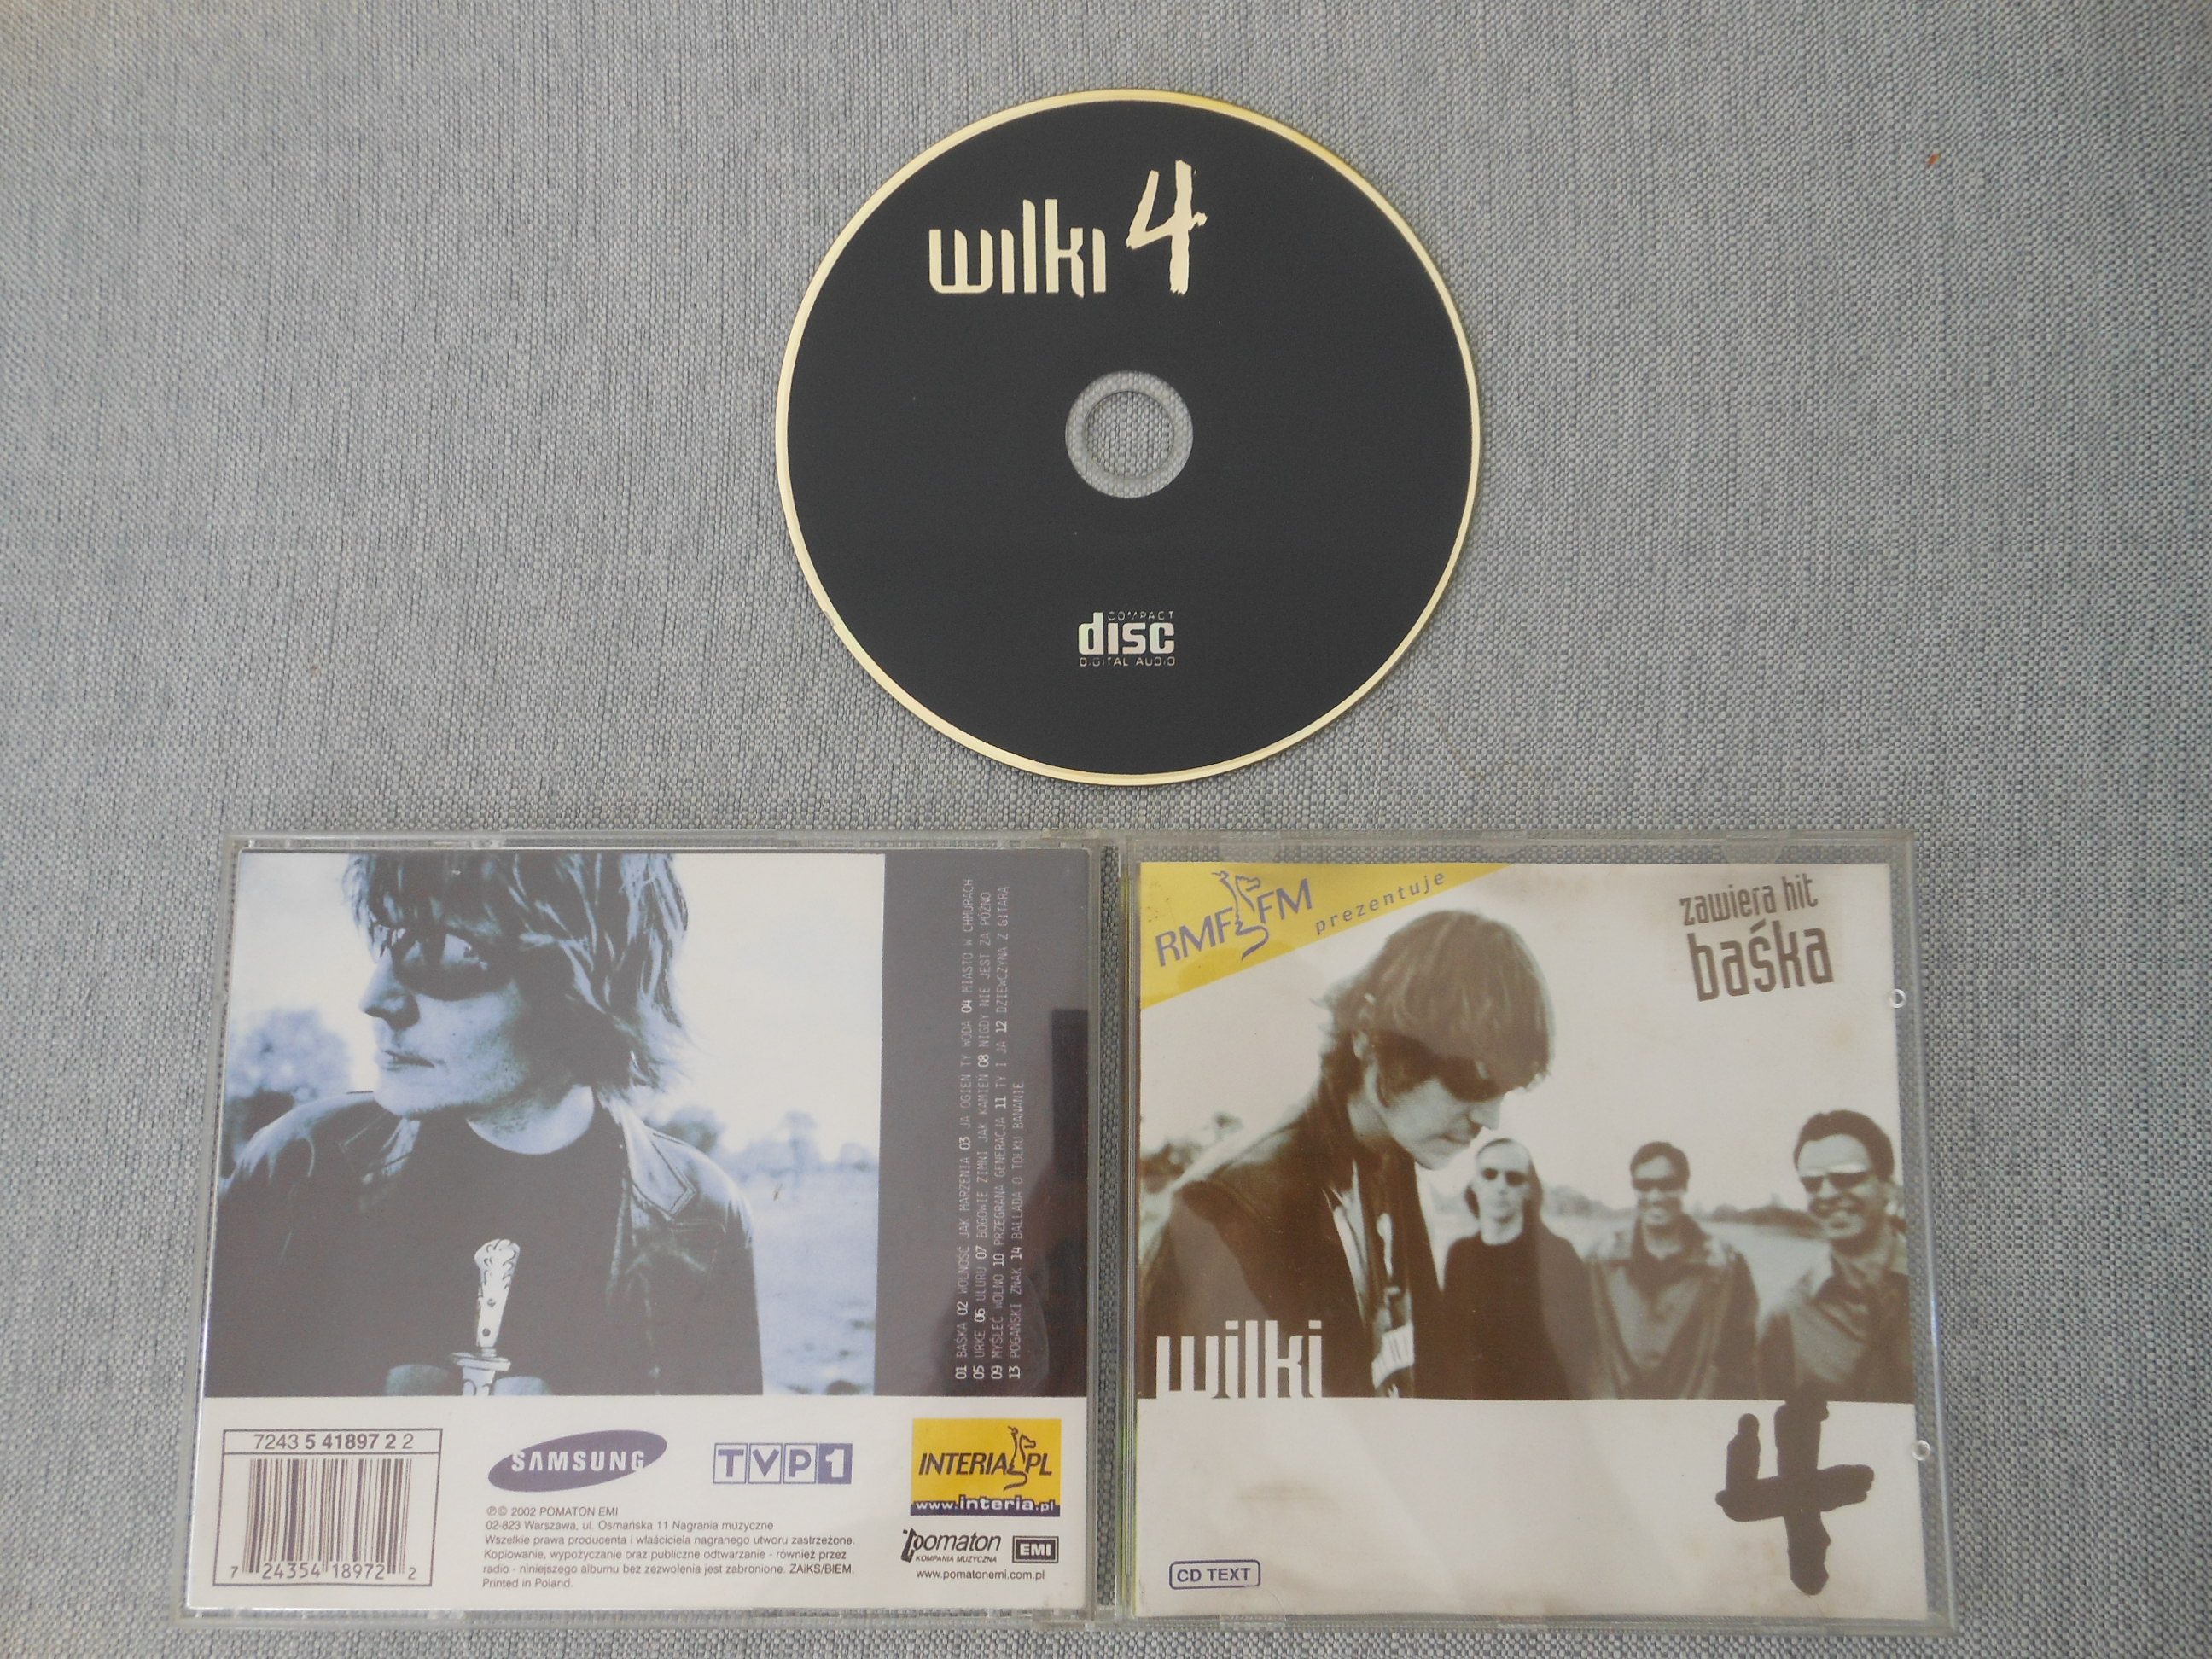 wilki 4
COMPACT
disc
DIGITAL AUDIO
01 BAŚKA 02 WOLNOŚĆ JAK MARZENIA 03 JA OGIEŃ TY WODA 04 MIASTO W CHMURACH
05 URKE 06 ULURU 07 BOGOWIE ZIMNI JAK KAMIEŃ 08 NIGDY NIE JEST ZA PÓŹNO
09 MYŚLEĆ WOLNO 10 PRZEGRANA GENERACJA 11 TY I JA 12 DZIEWCZYNA Z GITARĄ
13 POGAŃSKI ZNAK 14 BALLADA O TOLKU BANANIE
7243 5 41897 2 2
7 24354 18972 2
SAMSUNG
TVP1
INTERIA PL
www.interia.pl
℗© 2002 POMATON EMI
02-823 Warszawa, ul. Osmańska 11 Nagrania muzyczne
Wszelkie prawa producenta i właściciela nagranego utworu zastrzeżone.
Kopiowanie, wypożyczanie oraz publiczne odtwarzanie - również przez
radio - niniejszego albumu bez zezwolenia jest zabronione. ZAiKS/BIEM.
Printed in Poland.
pomaton
KOMPANIA MUZYCZNA
EMI
www.pomatonemi.com.pl
RMF FM
prezentuje
zawiera hit
baśka
wilki
4
CD TEXT